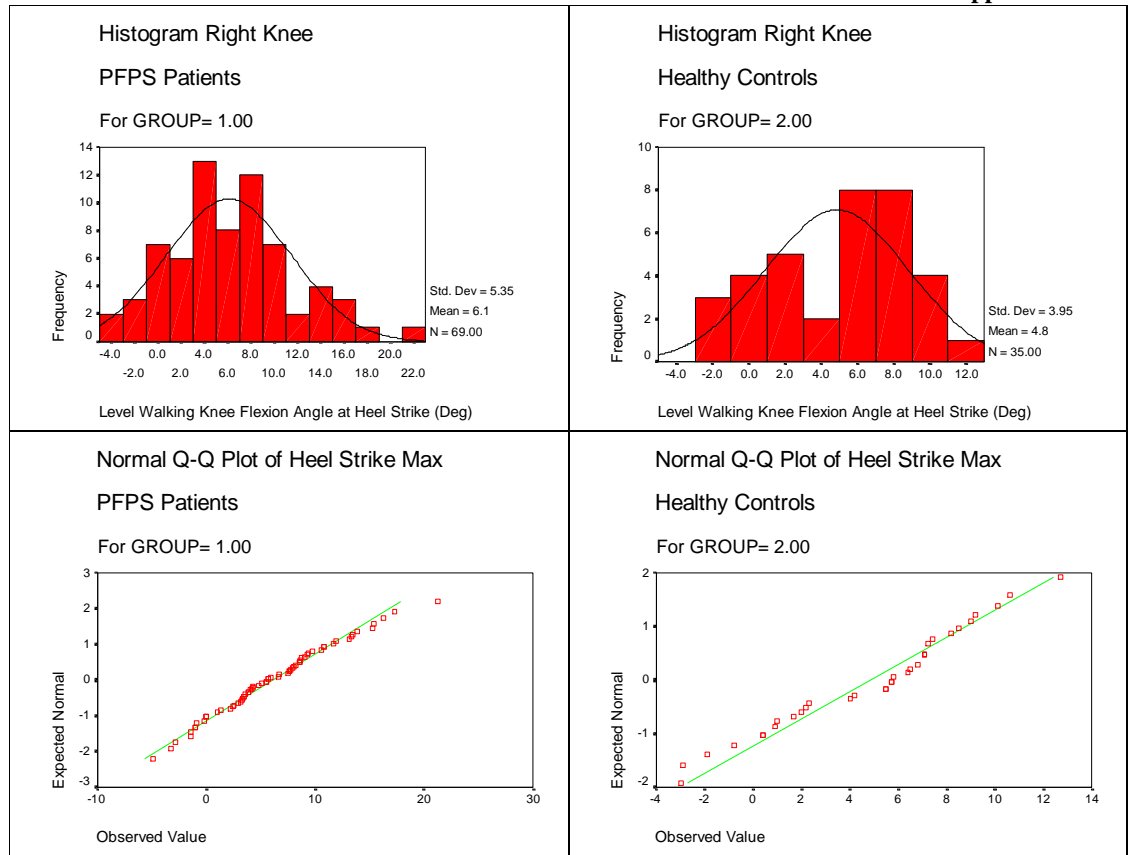 App
Histogram Right Knee
PFPS Patients
For GROUP= 1.00
14
12
10
8
6
4
2
0
Frequency
Std. Dev = 5.35
Mean = 6.1
N = 69.00
-4.0 0.0 4.0 8.0 12.0 16.0 20.0
-2.0 2.0 6.0 10.0 14.0 18.0 22.0
Level Walking Knee Flexion Angle at Heel Strike (Deg)
Histogram Right Knee
Healthy Controls
For GROUP= 2.00
10
8
6
4
2
0
Frequency
Std. Dev = 3.95
Mean = 4.8
N = 35.00
-4.0 -2.0 0.0 2.0 4.0 6.0 8.0 10.0 12.0
Level Walking Knee Flexion Angle at Heel Strike (Deg)
Normal Q-Q Plot of Heel Strike Max
PFPS Patients
For GROUP= 1.00
3
2
1
0
-1
-2
-3
Expected Normal
-10 0 10 20 30
Observed Value
Normal Q-Q Plot of Heel Strike Max
Healthy Controls
For GROUP= 2.00
2
1
0
-1
-2
Expected Normal
-4 -2 0 2 4 6 8 10 12 14
Observed Value